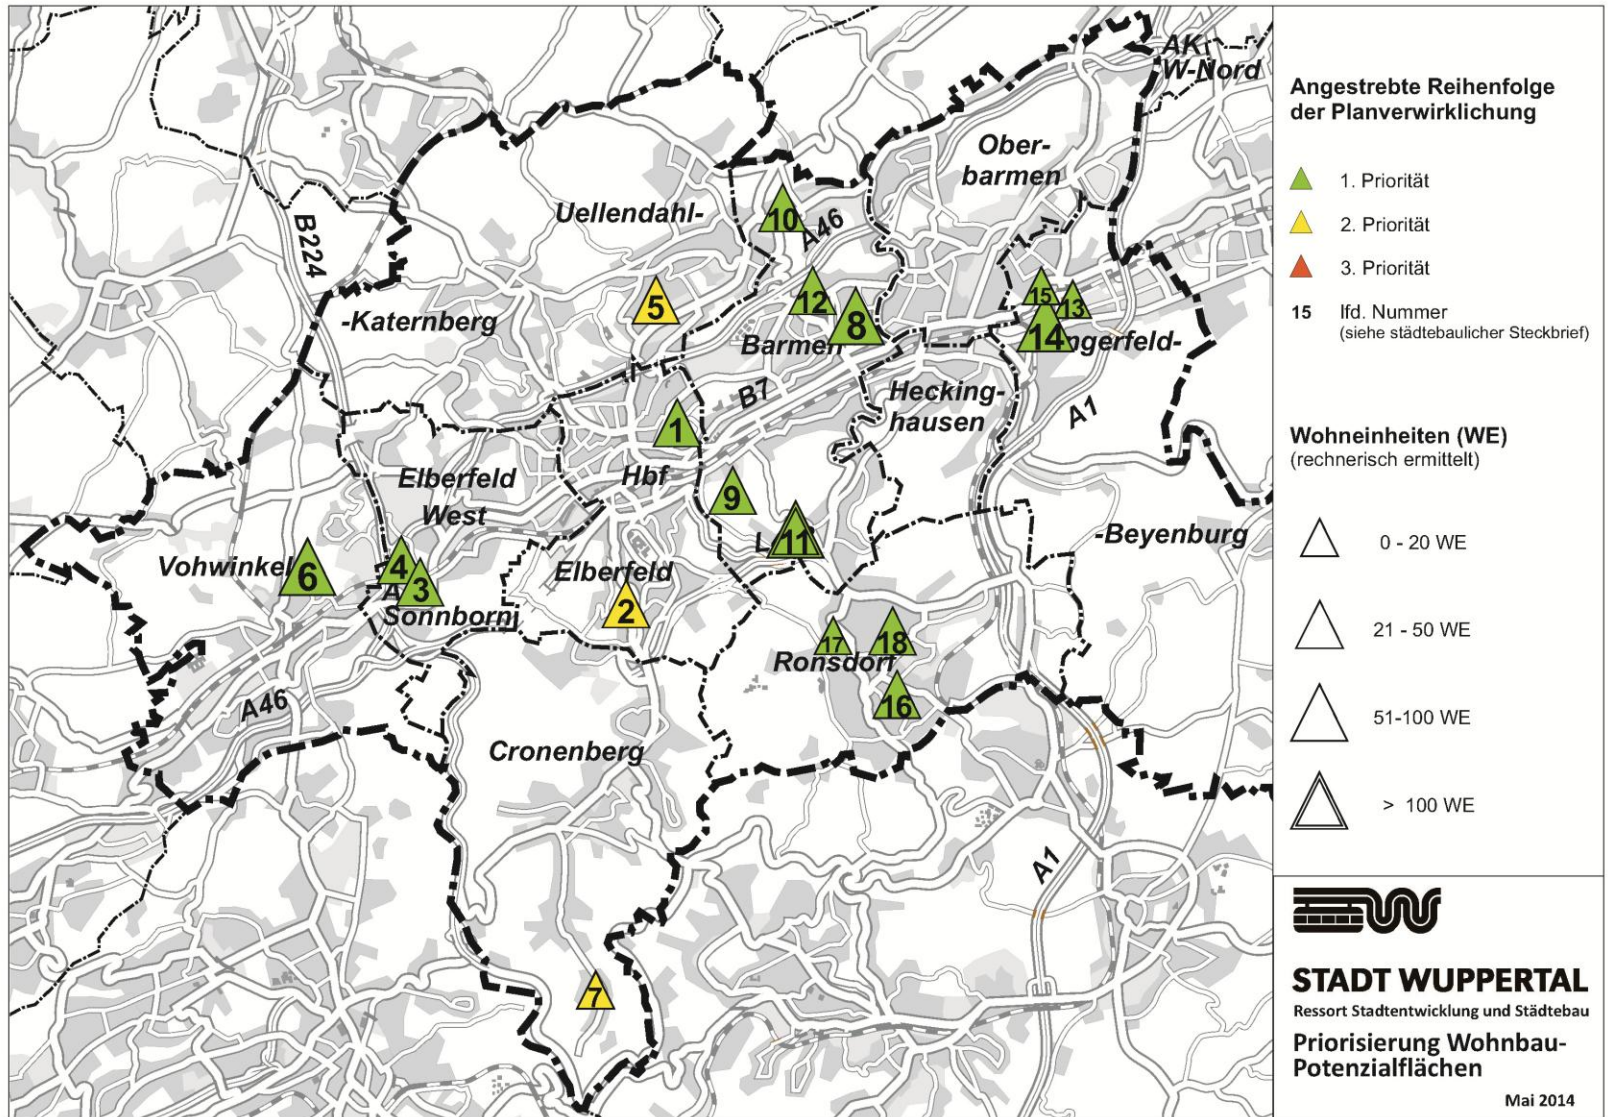 AK
W-Nord
Ober-
barmen
Uellendahl-
10
A46
B224
5
12
15
13
-Katernberg
8
14
Barmen
ngerfeld-
B7
Hecking-
hausen
A1
1
Elberfeld
West
Hbf
9
11
L
-Beyenburg
Vohwinkel
6
4
3
A
Sonnborn
Elberfeld
2
17
18
Ronsdorf
16
A46
Cronenberg
A1
7
Angestrebte Reihenfolge
der Planverwirklichung
1. Priorität
2. Priorität
3. Priorität
15 lfd. Nummer
(siehe städtebaulicher Steckbrief)
Wohneinheiten (WE)
(rechnerisch ermittelt)
0 - 20 WE
21 - 50 WE
51-100 WE
> 100 WE
STADT WUPPERTAL
Ressort Stadtentwicklung und Städtebau
Priorisierung Wohnbau-
Potenzialflächen
Mai 2014